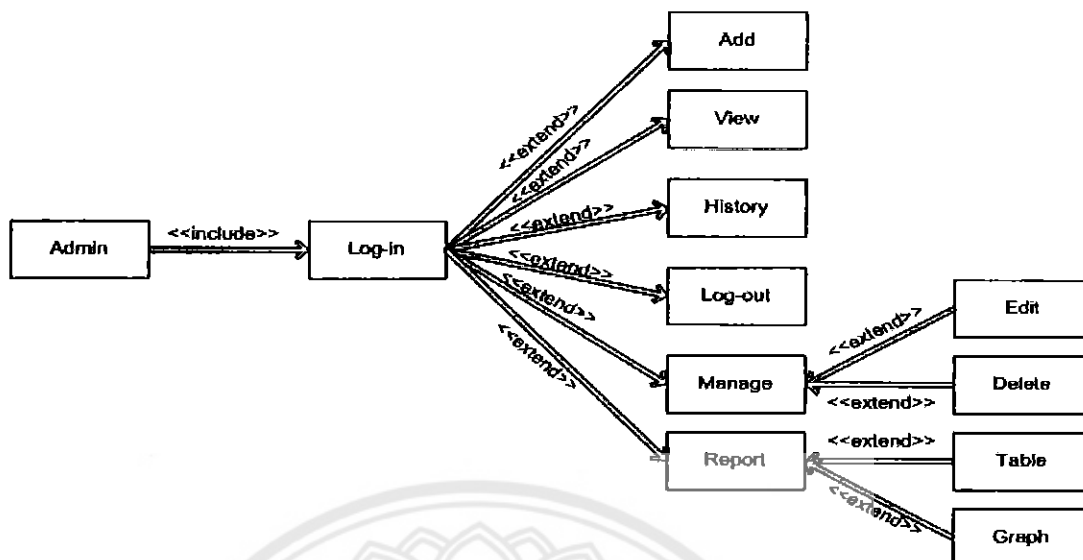 Add
<<extend>>
View
<<extend>>
History
<<extend>>
Admin
<<include>>
Log-in
Log-out
<<extend>>
Edit
<<extend>>
<<extend>>
Manage
Delete
<<extend>>
<<extend>>
Report
<<extend>>
Table
<<extend>>
Graph